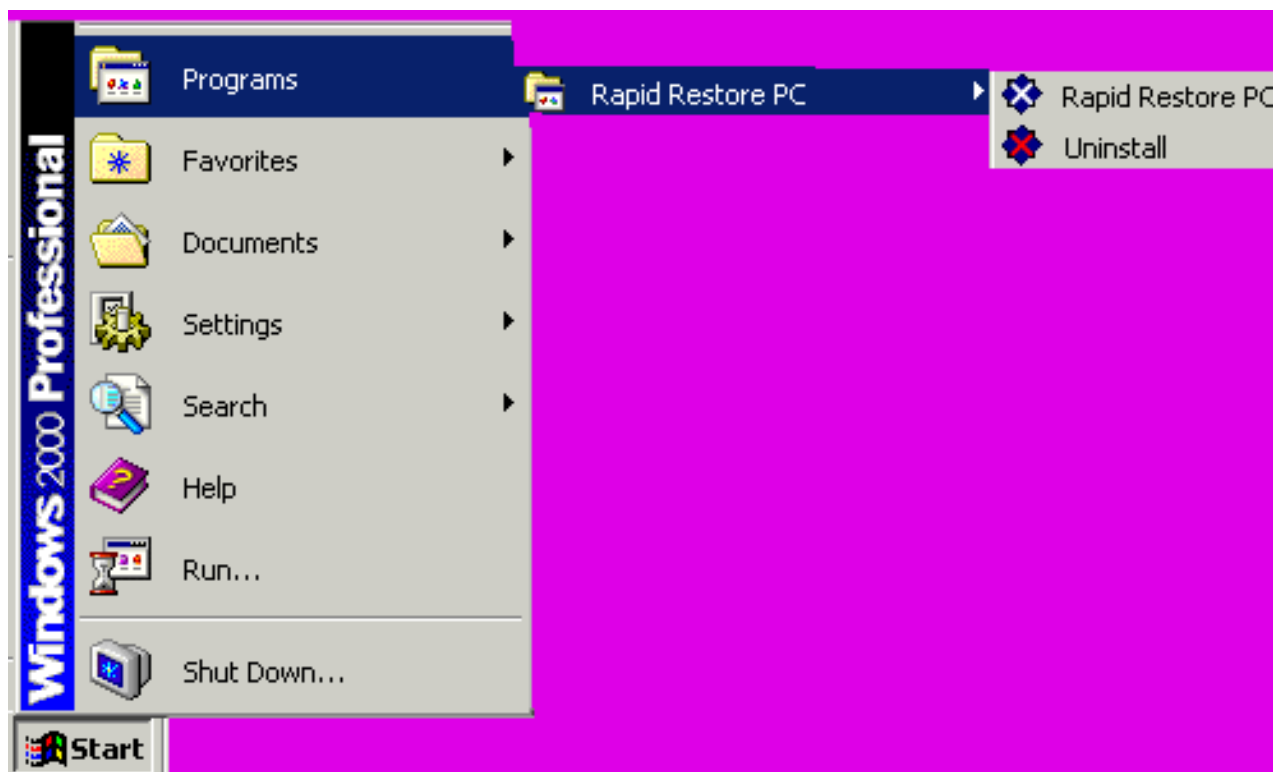 Programs
Rapid Restore PC
Rapid Restore PC
Uninstall
Favorites
Documents
Settings
Search
Help
Run...
Shut Down...
Windows 2000 Professional
Start